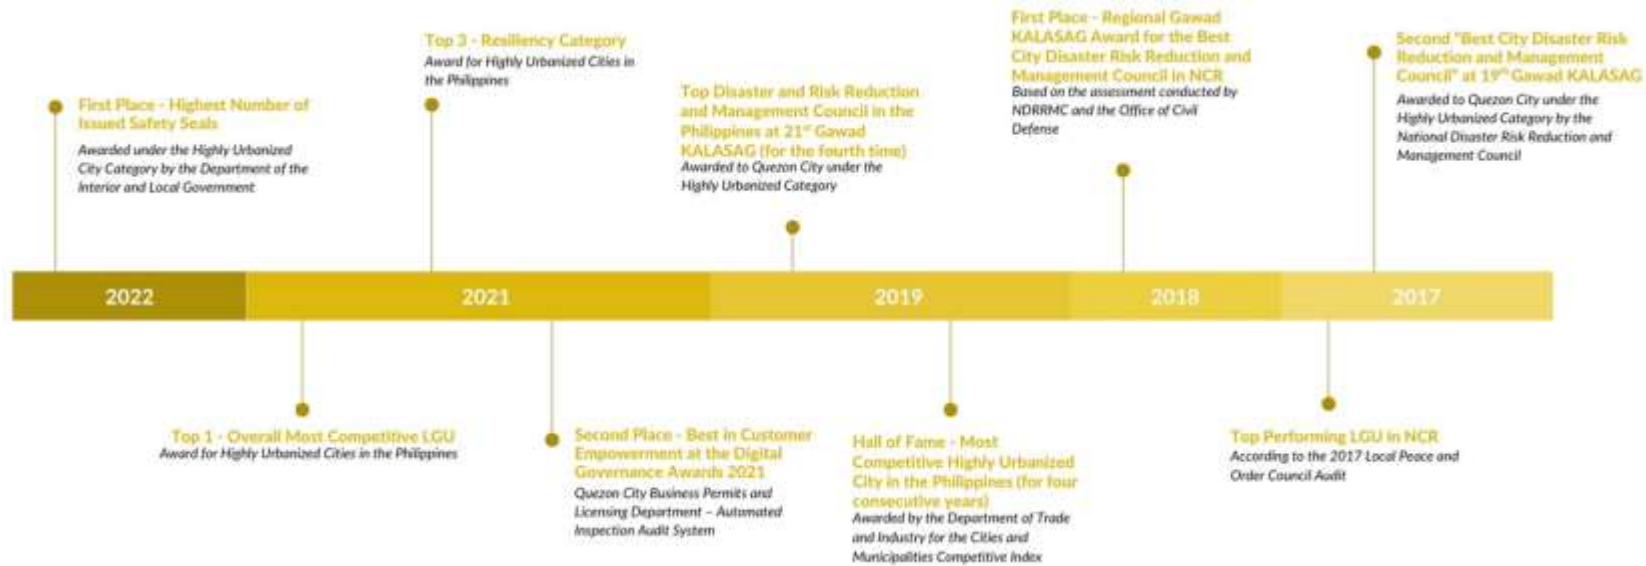 First Place - Highest Number of
Issued Safety Seals
Awarded under the Highly Urbanized
City Category by the Department of the
Interior and Local Government
Top 3 - Resiliency Category
Award for Highly Urbanized Cities in
the Philippines
Top Disaster and Risk Reduction
and Management Council in the
Philippines at 21st Gawad
KALASAG (for the fourth time)
Awarded to Quezon City under the
Highly Urbanized Category
First Place - Regional Gawad
KALASAG Award for the Best
City Disaster Risk Reduction and
Management Council in NCR
Based on the assessment conducted by
NDRRMC and the Office of Civil
Defense
Second "Best City Disaster Risk
Reduction and Management
Council" at 19th Gawad KALASAG
Awarded to Quezon City under the
Highly Urbanized Category by the
National Disaster Risk Reduction and
Management Council
2022
2021
2019
2018
2017
Top 1 - Overall Most Competitive LGU
Award for Highly Urbanized Cities in the Philippines
Second Place - Best in Customer
Empowerment at the Digital
Governance Awards 2021
Quezon City Business Permits and
Licensing Department – Automated
Inspection Audit System
Hall of Fame - Most
Competitive Highly Urbanized
City in the Philippines (for four
consecutive years)
Awarded by the Department of Trade
and Industry for the Cities and
Municipalities Competitive Index
Top Performing LGU in NCR
According to the 2017 Local Peace and
Order Council Audit